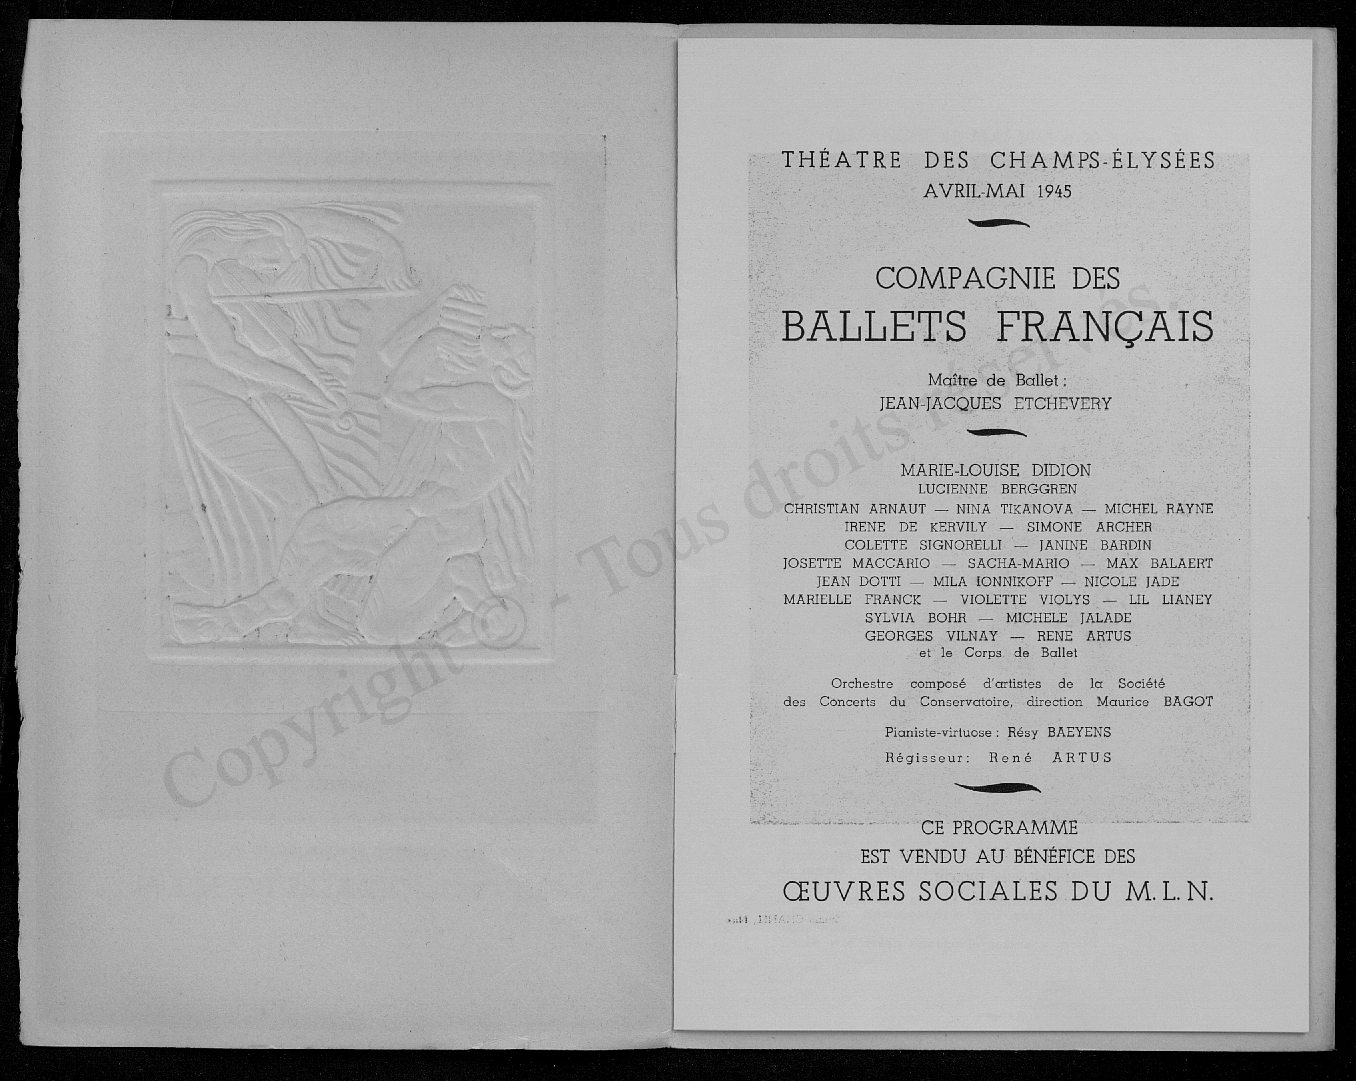 THÉATRE DES CHAMPS-ÉLYSÉES
AVRIL-MAI 1945
COMPAGNIE DES
BALLETS FRANÇAIS
Maître de Ballet :
JEAN-JACQUES ETCHEVERY
MARIE-LOUISE DIDION
LUCIENNE BERGGREN
CHRISTIAN ARNAUT — NINA TIKANOVA — MICHEL RAYNE
IRENE DE KERVILY — SIMONE ARCHER
COLETTE SIGNORELLI — JANINE BARDIN
JOSETTE MACCARIO — SACHA-MARIO — MAX BALAERT
JEAN DOTTI — MILA IONNIKOFF — NICOLE JADE
MARIELLE FRANCK — VIOLETTE VIOLYS — LIL LIANEY
SYLVIA BOHR — MICHELE JALADE
GEORGES VILNAY — RENE ARTUS
et le Corps de Ballet
Orchestre composé d'artistes de la Société
des Concerts du Conservatoire, direction Maurice BAGOT
Pianiste-virtuose : Résy BAEYENS
Régisseur : René ARTUS
CE PROGRAMME
EST VENDU AU BÉNÉFICE DES
ŒUVRES SOCIALES DU M. L. N.
Copyright © - Tous droits réservés.